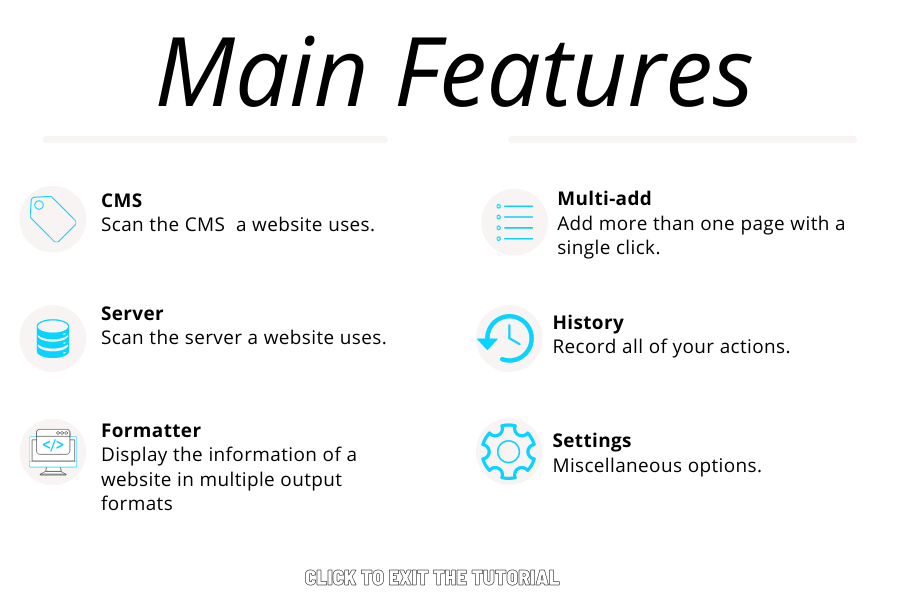 Main Features
CMS
Scan the CMS  a website uses.
Server
Scan the server a website uses.
Formatter
</>
Display the information of a
website in multiple output
formats
Multi-add
Add more than one page with a
single click.
History
Record all of your actions.
Settings
Miscellaneous options.
CLICK TO EXIT THE TUTORIAL